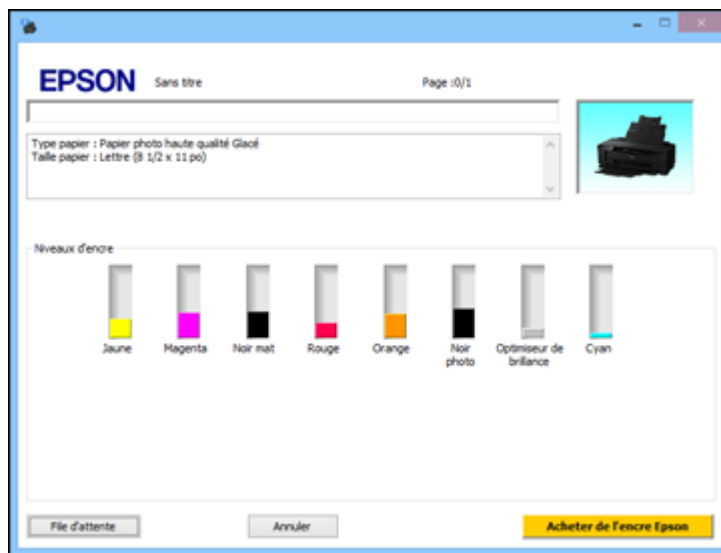 EPSON Sans titre Page :0/1
Type papier : Papier photo haute qualité Glacé
Taille papier : Lettre (8 1/2 x 11 po)
Niveaux d'encre
Jaune Magenta Noir mat Rouge Orange Noir photo Optimiseur de brillance Cyan
File d'attente Annuler Acheter de l'encre Epson